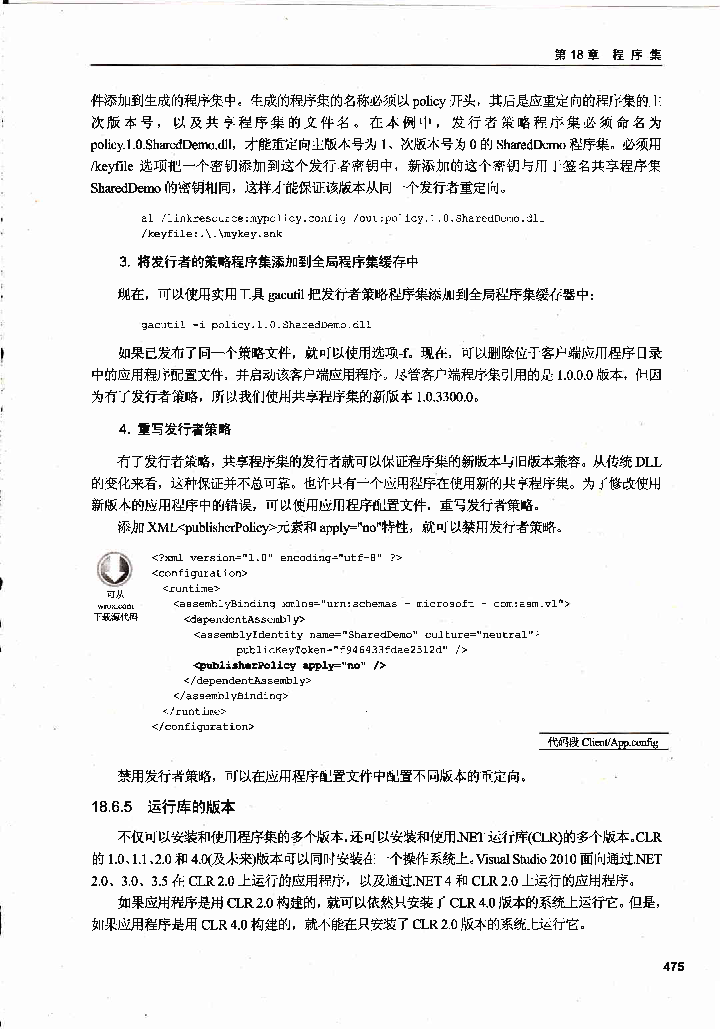 第18章 程 序 集
件添加到生成的程序集中。生成的程序集的名称必须以 policy 开头，其后是应重定向的程序集的主
次版本号，以及共享程序集的文件名。在本例中，发行者策略程序集必须命名为
policy.1.0.SharedDemo.dll，才能重定向主版本号为 1、次版本号为 0 的 SharedDemo 程序集。必须用
/keyfile 选项把一个密钥添加到这个发行者密钥中，新添加的这个密钥与用于签名共享程序集
SharedDemo 的密钥相同，这样才能保证该版本从同一个发行者重定向。
al /linkresource:mypolicy.config /out:policy.1.0.SharedDemo.dll
/keyfile:.\.\mykey.snk
3. 将发行者的策略程序集添加到全局程序集缓存中
现在，可以使用实用工具 gacutil 把发行者策略程序集添加到全局程序集缓存器中：
gacutil -i policy.1.0.SharedDemo.dll
如果已发布了同一个策略文件，就可以使用选项-f。现在，可以删除位于客户端应用程序目录
中的应用程序配置文件，并启动该客户端应用程序。尽管客户端程序集引用的是 1.0.0.0 版本，但因
为有了发行者策略，所以我们使用共享程序集的新版本 1.0.3300.0。
4. 重写发行者策略
有了发行者策略，共享程序集的发行者就可以保证程序集的新版本与旧版本兼容。从传统 DLL
的变化来看，这种保证并不总可靠。也许只有一个应用程序在使用新的共享程序集。为了修改使用
新版本的应用程序中的错误，可以使用应用程序配置文件，重写发行者策略。
添加 XML<publisherPolicy>元素和 apply="no"特性，就可以禁用发行者策略。
可从
wrox.com
下载源代码
<?xml version="1.0" encoding="utf-8" ?>
<configuration>
<runtime>
<assemblyBinding xmlns="urn:schemas - microsoft - com:asm.v1">
<dependentAssembly>
<assemblyIdentity name="SharedDemo" culture="neutral"
publicKeyToken="f946433fdae2512d" />
<publisherPolicy apply="no" />
</dependentAssembly>
</assemblyBinding>
</runtime>
</configuration>
代码段 Client/App.config
禁用发行者策略，可以在应用程序配置文件中配置不同版本的重定向。
18.6.5 运行库的版本
不仅可以安装和使用程序集的多个版本，还可以安装和使用.NET 运行库(CLR)的多个版本。CLR
的 1.0、1.1、2.0 和 4.0(及未来)版本可以同时安装在一个操作系统上。Visual Studio 2010 面向通过.NET
2.0、3.0、3.5 在 CLR 2.0 上运行的应用程序，以及通过.NET 4 和 CLR 2.0 上运行的应用程序。
如果应用程序是用 CLR 2.0 构建的，就可以依然只安装了 CLR 4.0 版本的系统上运行它。但是，
如果应用程序是用 CLR 4.0 构建的，就不能在只安装了 CLR 2.0 版本的系统上运行它。
475